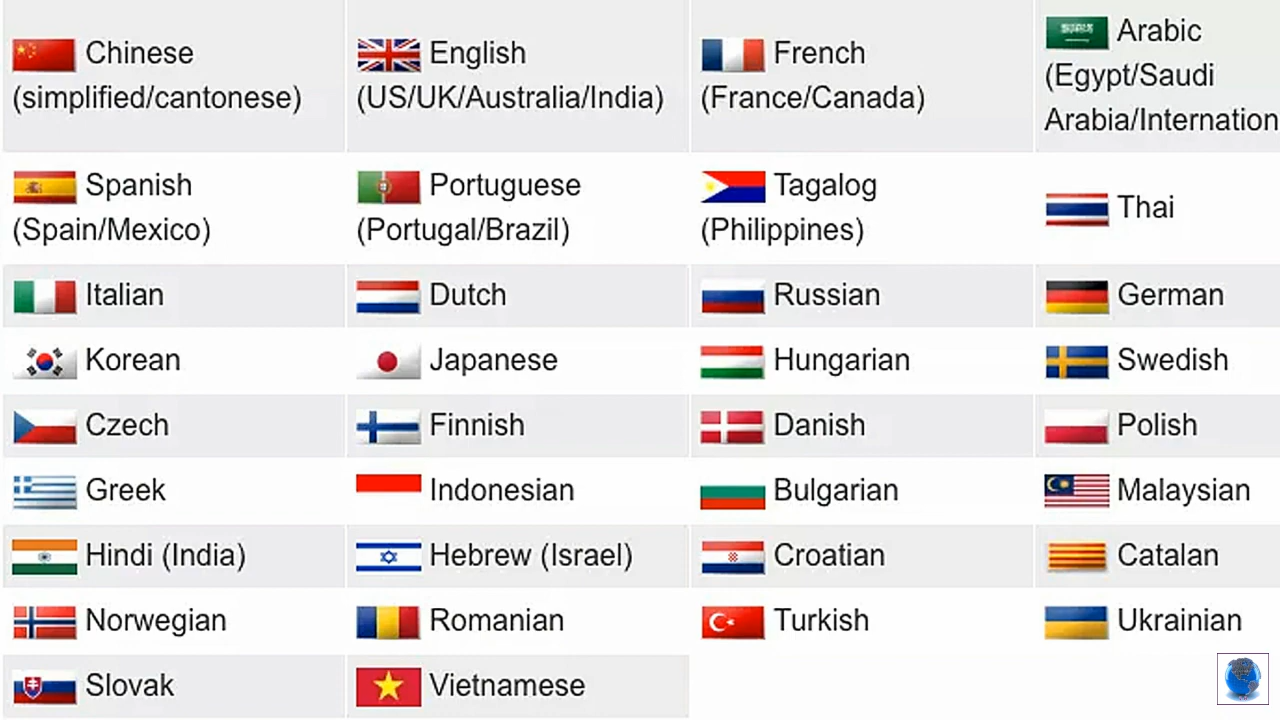 Chinese
(simplified/cantonese)
English
(US/UK/Australia/India)
French
(France/Canada)
Arabic
(Egypt/Saudi
Arabia/Internation
Spanish
(Spain/Mexico)
Portuguese
(Portugal/Brazil)
Tagalog
(Philippines)
Thai
Italian
Dutch
Russian
German
Korean
Japanese
Hungarian
Swedish
Czech
Finnish
Danish
Polish
Greek
Indonesian
Bulgarian
Malaysian
Hindi (India)
Hebrew (Israel)
Croatian
Catalan
Norwegian
Romanian
Turkish
Ukrainian
Slovak
Vietnamese